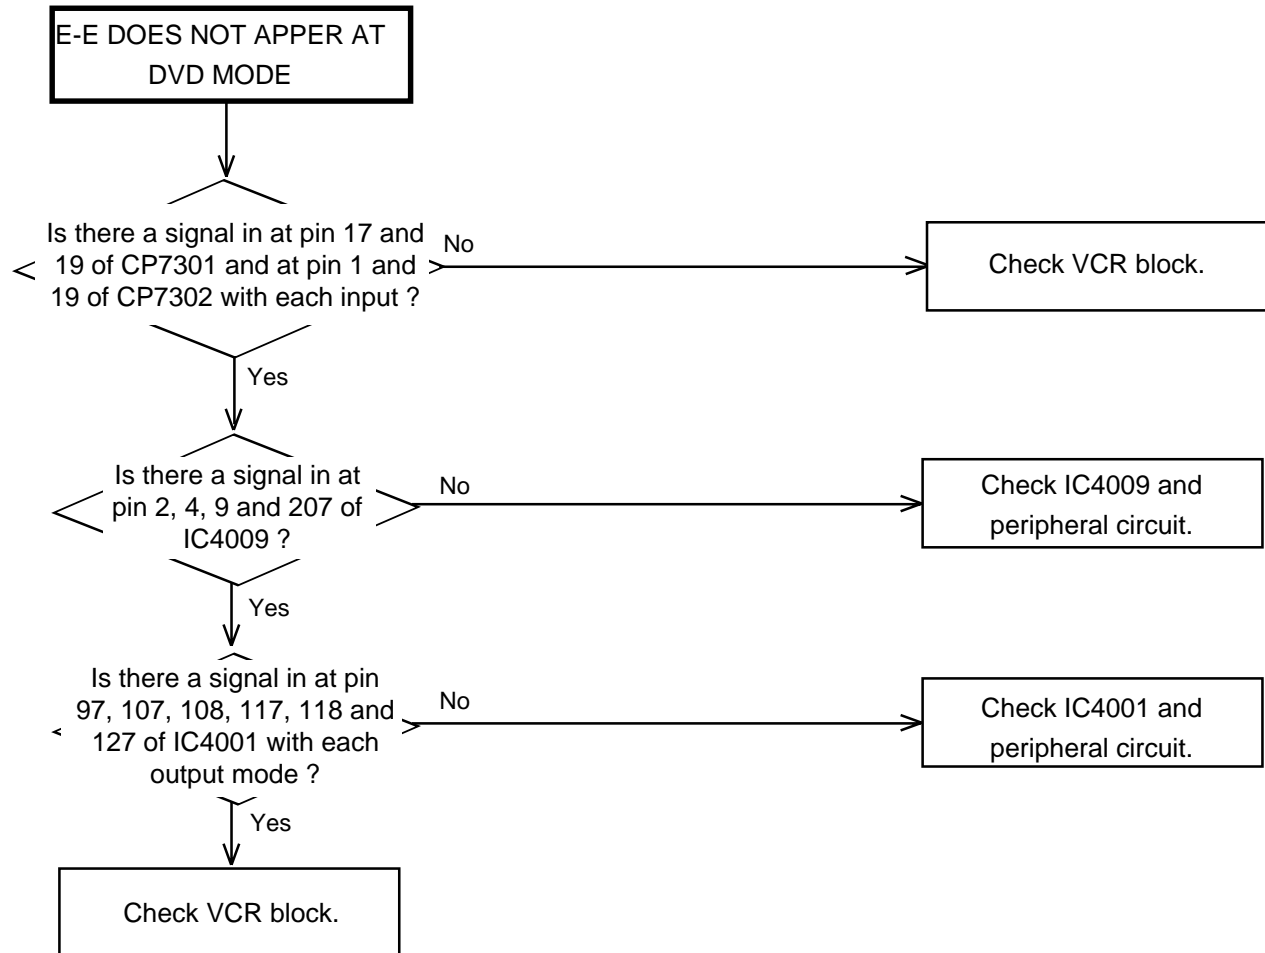 E-E DOES NOT APPER AT
DVD MODE
Is there a signal in at pin 17 and
19 of CP7301 and at pin 1 and
19 of CP7302 with each input ?
No
Check VCR block.
Yes
Is there a signal in at
pin 2, 4, 9 and 207 of
IC4009 ?
No
Check IC4009 and
peripheral circuit.
Yes
Is there a signal in at pin
97, 107, 108, 117, 118 and
127 of IC4001 with each
output mode ?
No
Check IC4001 and
peripheral circuit.
Yes
Check VCR block.